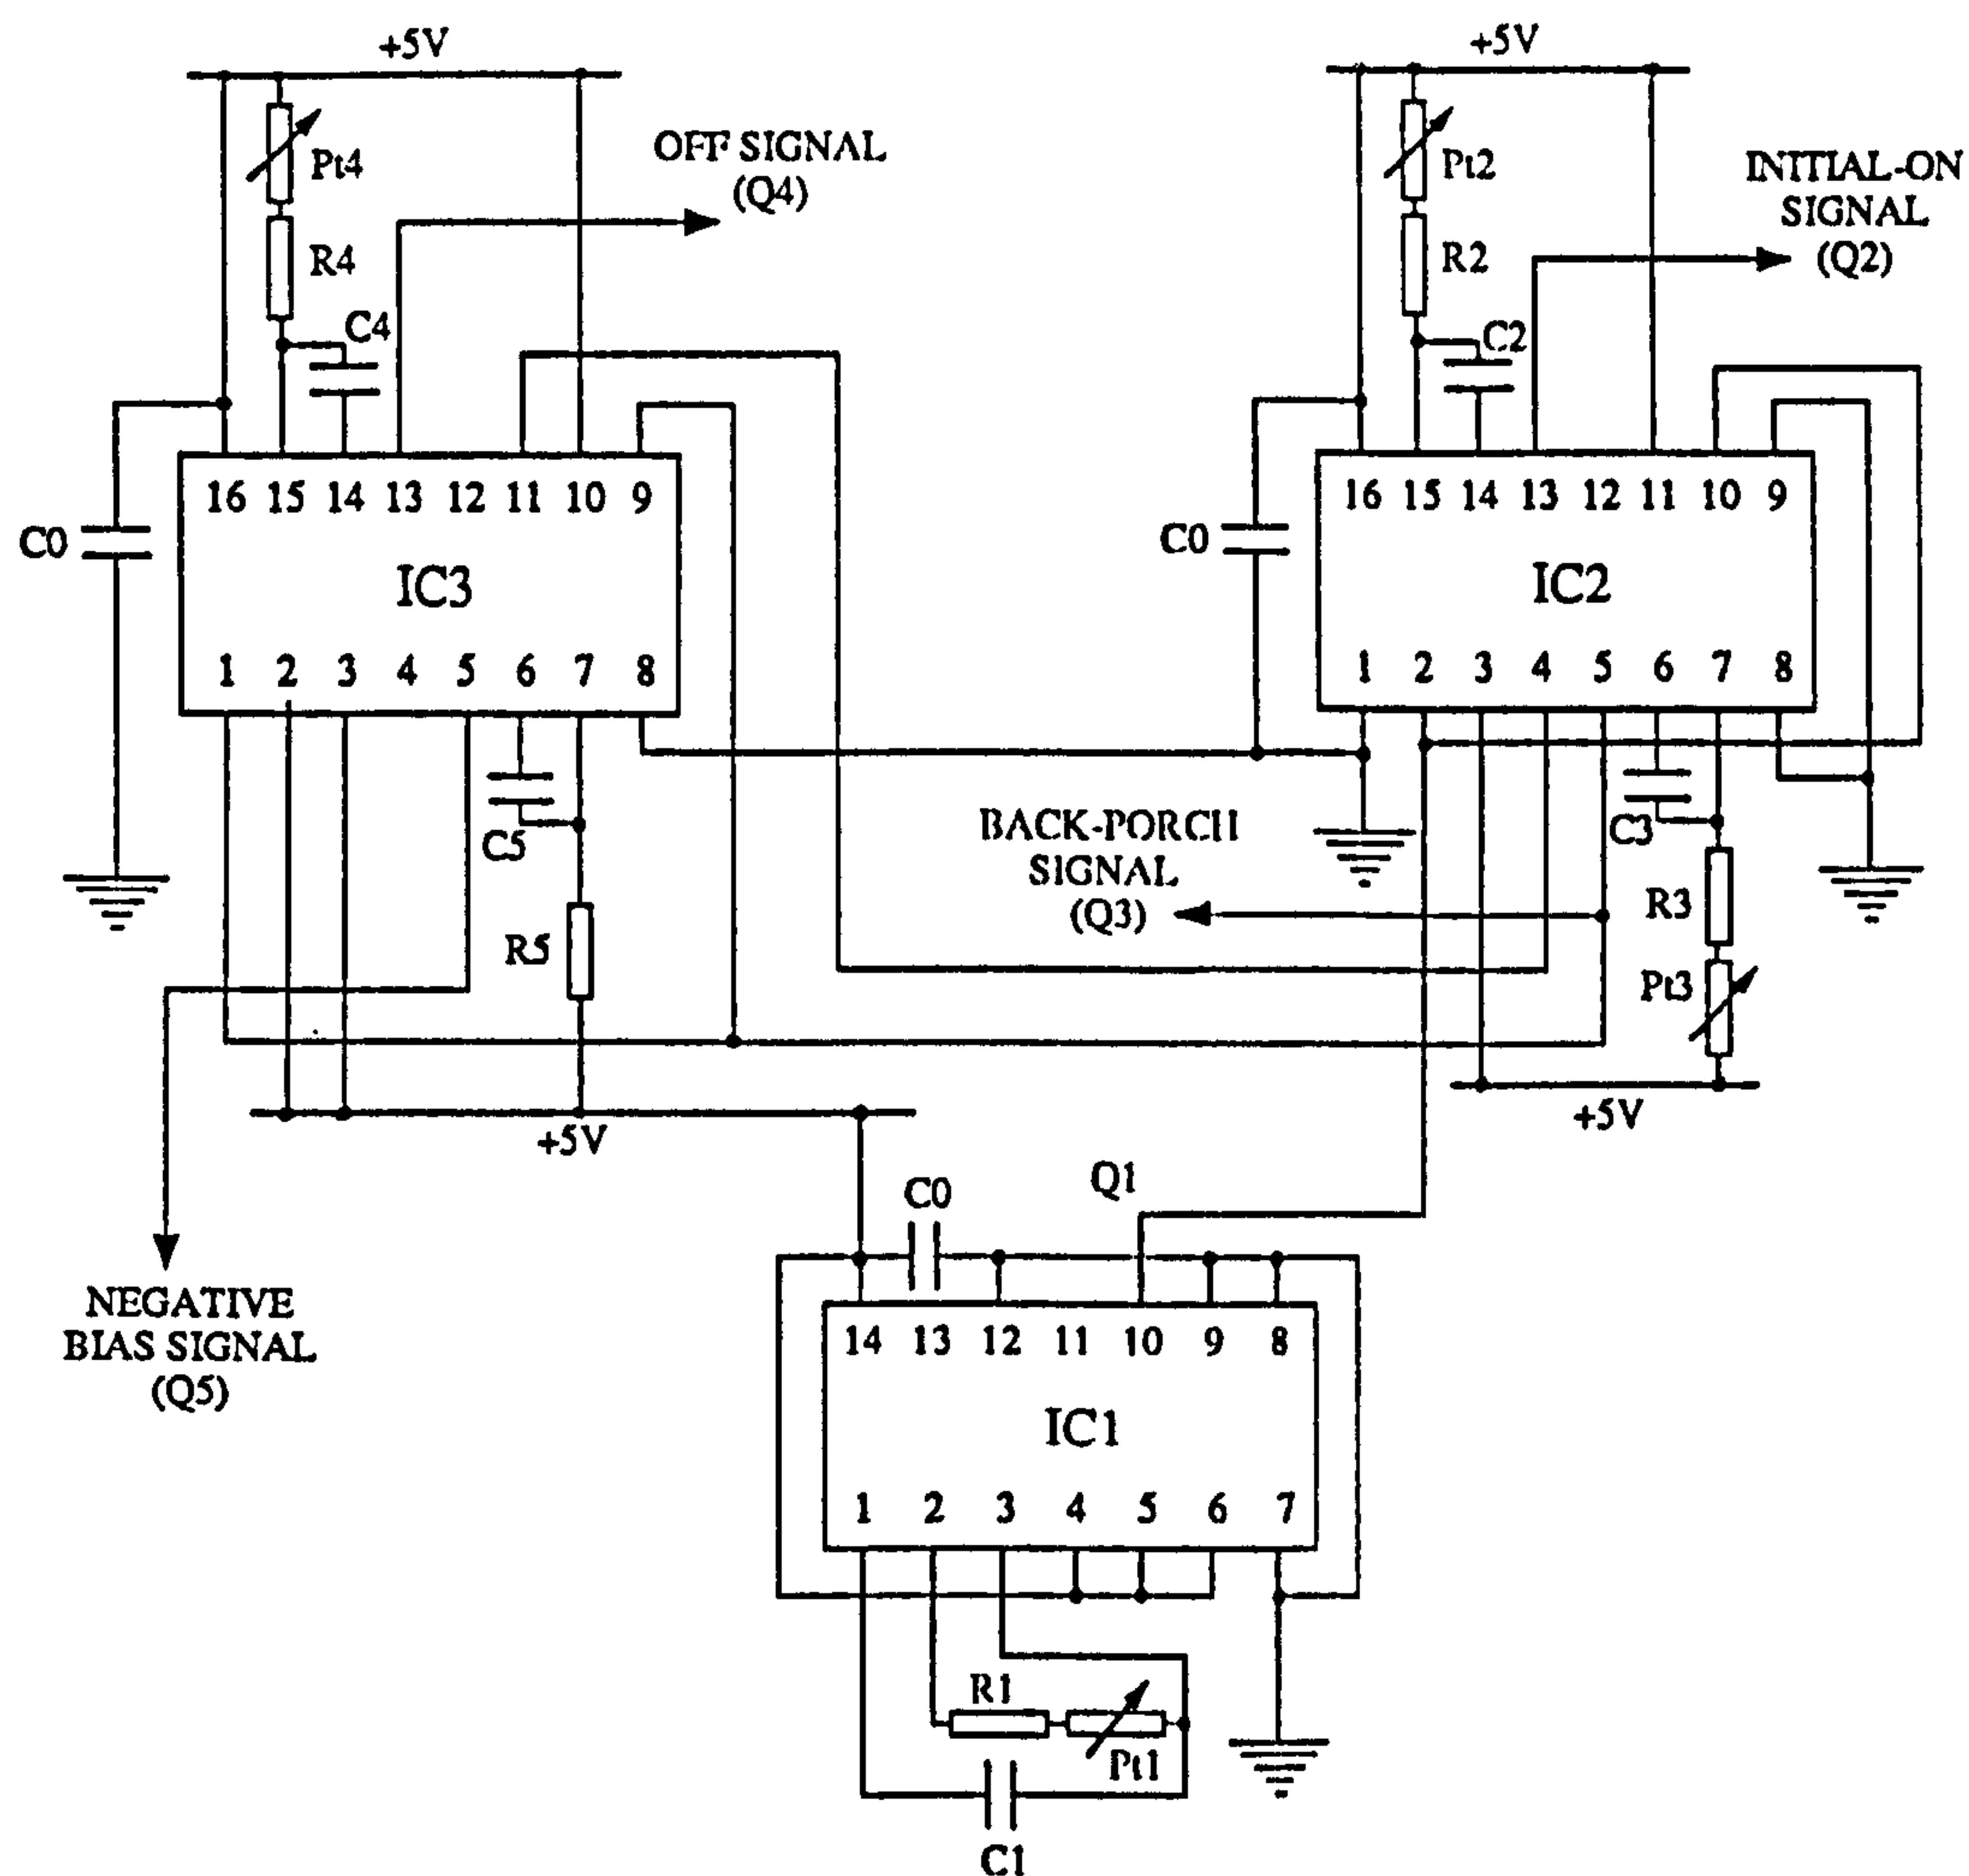 +5V
+5V
Pt4
OFF SIGNAL
(Q4)
Pt2
INITIAL-ON
SIGNAL
(Q2)
R4
R2
C4
C2
16 15 14 13 12 11 10 9
16 15 14 13 12 11 10 9
C0
IC3
C0
IC2
1 2 3 4 5 6 7 8
1 2 3 4 5 6 7 8
C5
BACK-PORCH
SIGNAL
(Q3)
C3
R3
R5
Pt3
+5V
+5V
Q1
C0
NEGATIVE
BIAS SIGNAL
(Q5)
14 13 12 11 10 9 8
IC1
1 2 3 4 5 6 7
R1
Pt1
C1